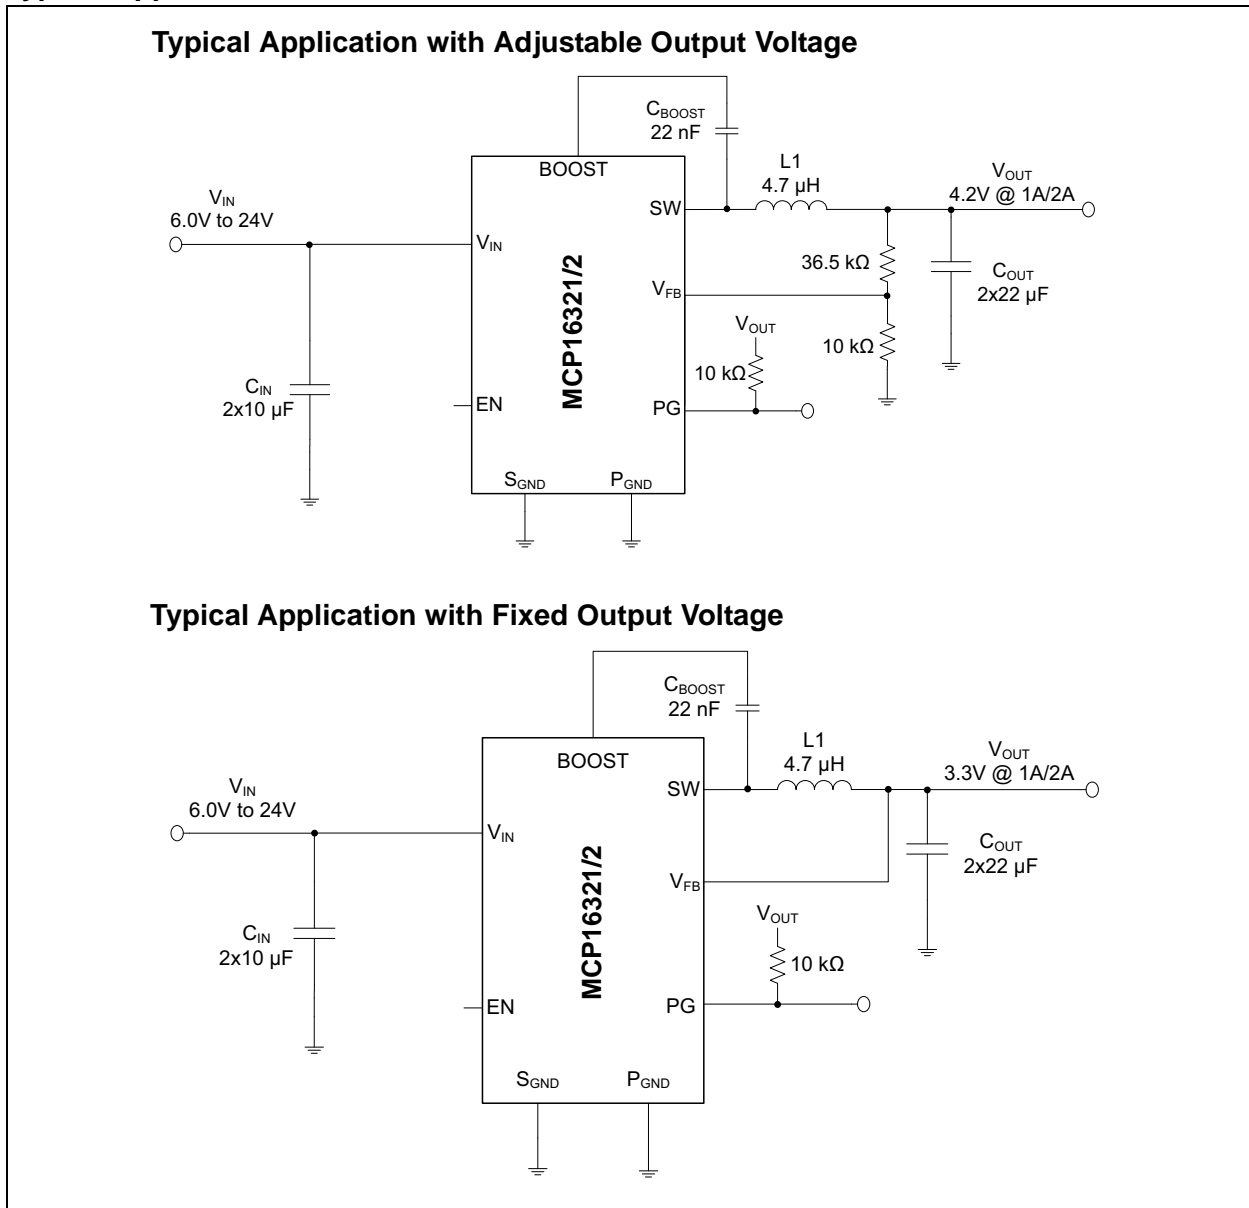 Typical Application with Adjustable Output Voltage
CBOOST
22 nF
BOOST
L1
4.7 µH
VOUT
4.2V @ 1A/2A
SW
VIN
6.0V to 24V
VIN
36.5 kΩ
COUT
2x22 µF
VFB
MCP16321/2
VOUT
10 kΩ
10 kΩ
CIN
2x10 µF
EN
PG
SGND
PGND
Typical Application with Fixed Output Voltage
CBOOST
22 nF
BOOST
L1
4.7 µH
VOUT
3.3V @ 1A/2A
SW
VIN
6.0V to 24V
VIN
COUT
2x22 µF
VFB
MCP16321/2
VOUT
10 kΩ
CIN
2x10 µF
EN
PG
SGND
PGND